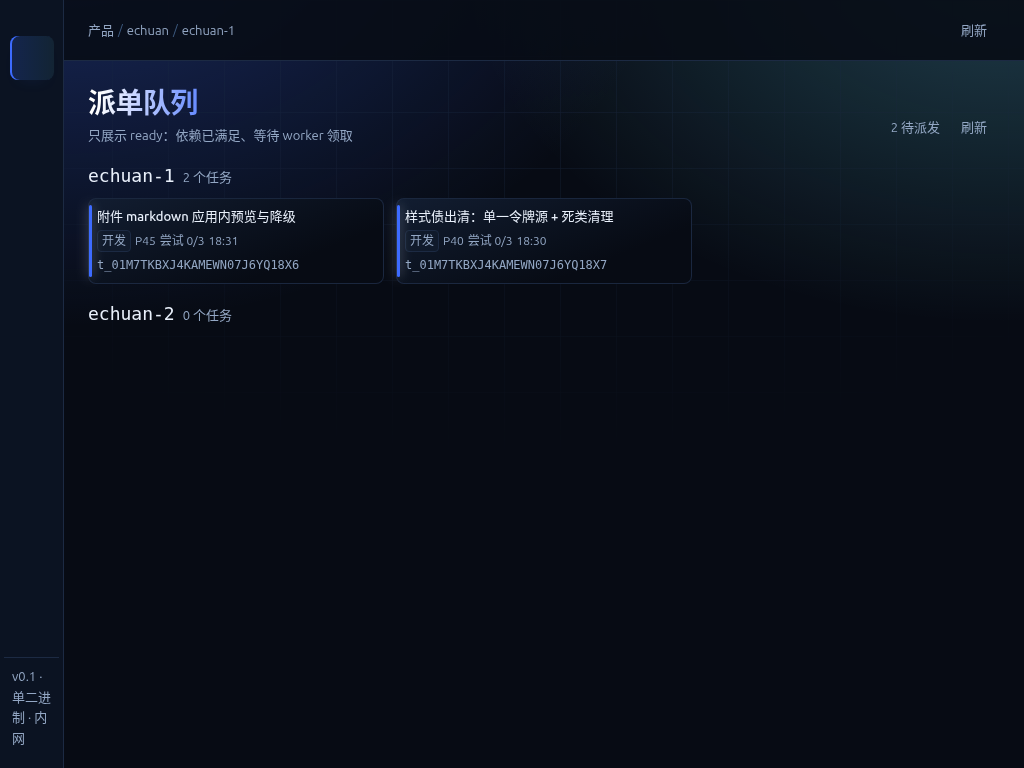 产品 / echuan / echuan-1
刷新
派单队列
只展示 ready：依赖已满足、等待 worker 领取
2 待派发
刷新
echuan-1 2 个任务
附件 markdown 应用内预览与降级
开发 P45 尝试 0/3 18:31
t_01M7TKBXJ4KAMEWN07J6YQ18X6
样式债出清：单一令牌源 + 死类清理
开发 P40 尝试 0/3 18:30
t_01M7TKBXJ4KAMEWN07J6YQ18X7
echuan-2 0 个任务
v0.1 ·
单二进
制 · 内
网